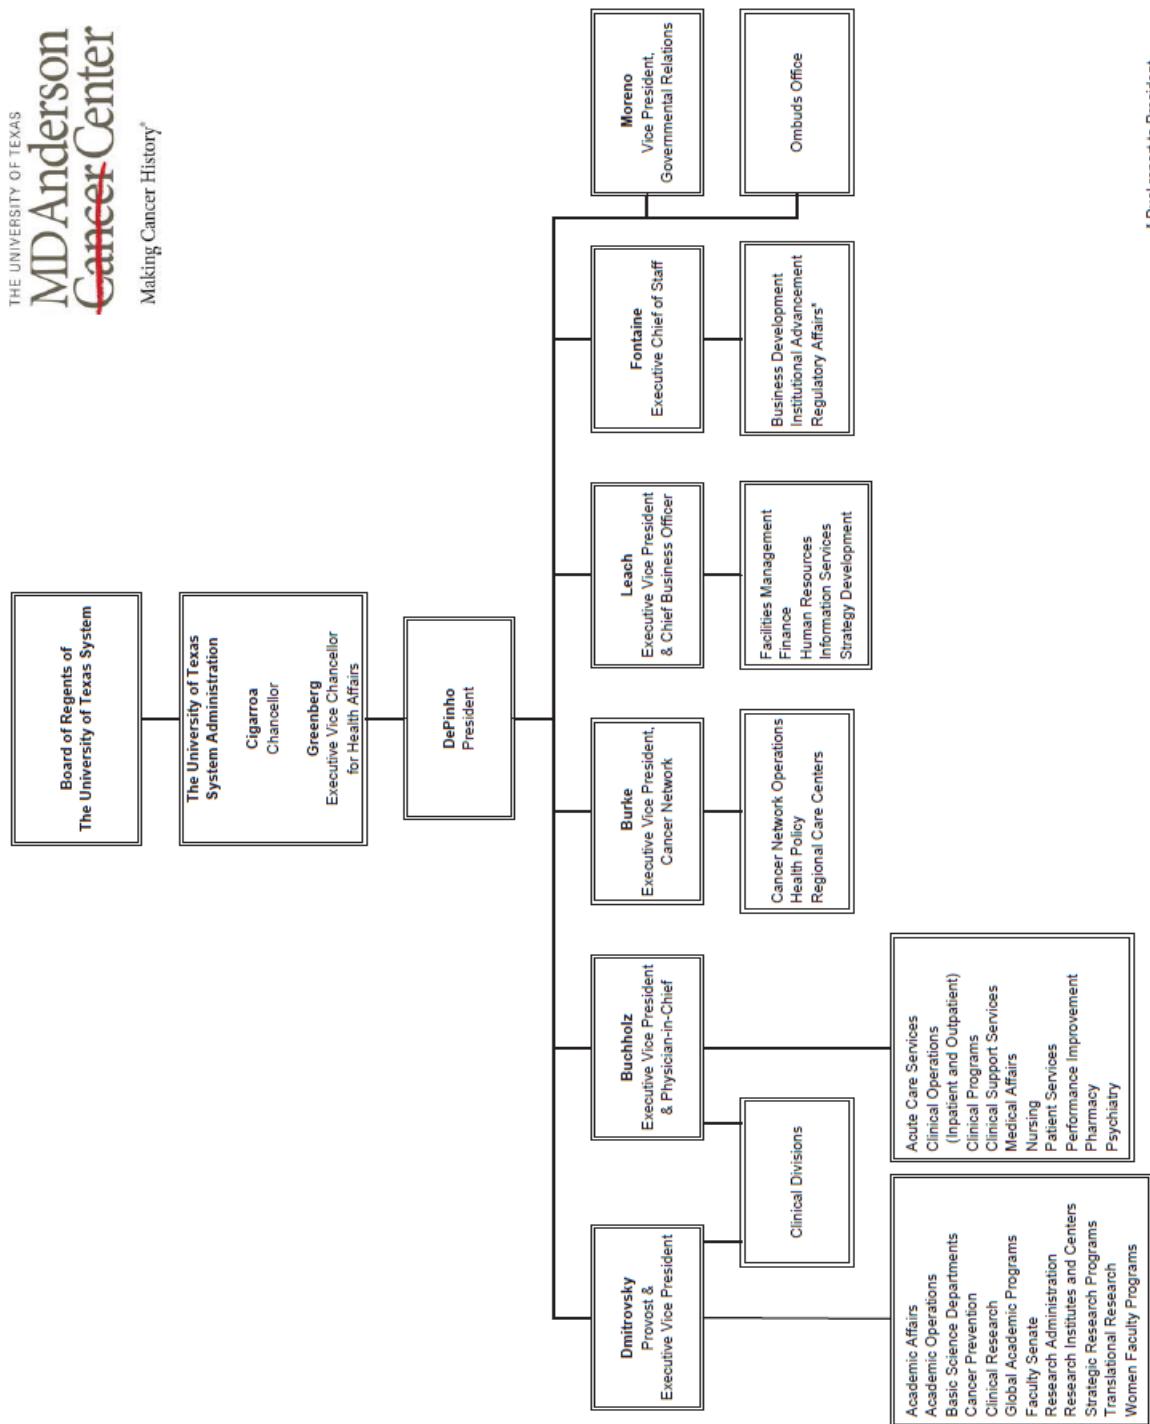 THE UNIVERSITY OF TEXAS
MD Anderson
Cancer Center
Making Cancer History®
Board of Regents of
The University of Texas System
The University of Texas
System Administration
Cigarroa
Chancellor
Greenberg
Executive Vice Chancellor
for Health Affairs
DePinho
President
Dmitrovsky
Provost &
Executive Vice President
Buchholz
Executive Vice President
& Physician-in-Chief
Burke
Executive Vice President,
Cancer Network
Leach
Executive Vice President
& Chief Business Officer
Fontaine
Executive Chief of Staff
Moreno
Vice President,
Governmental Relations
Clinical Divisions
Cancer Network Operations
Health Policy
Regional Care Centers
Facilities Management
Finance
Human Resources
Information Services
Strategy Development
Business Development
Institutional Advancement
Regulatory Affairs*
Ombuds Office
Academic Affairs
Academic Operations
Basic Science Departments
Cancer Prevention
Clinical Research
Global Academic Programs
Faculty Senate
Research Administration
Research Institutes and Centers
Strategic Research Programs
Translational Research
Women Faculty Programs
Acute Care Services
Clinical Operations
(Inpatient and Outpatient)
Clinical Programs
Clinical Support Services
Medical Affairs
Nursing
Patient Services
Performance Improvement
Pharmacy
Psychiatry